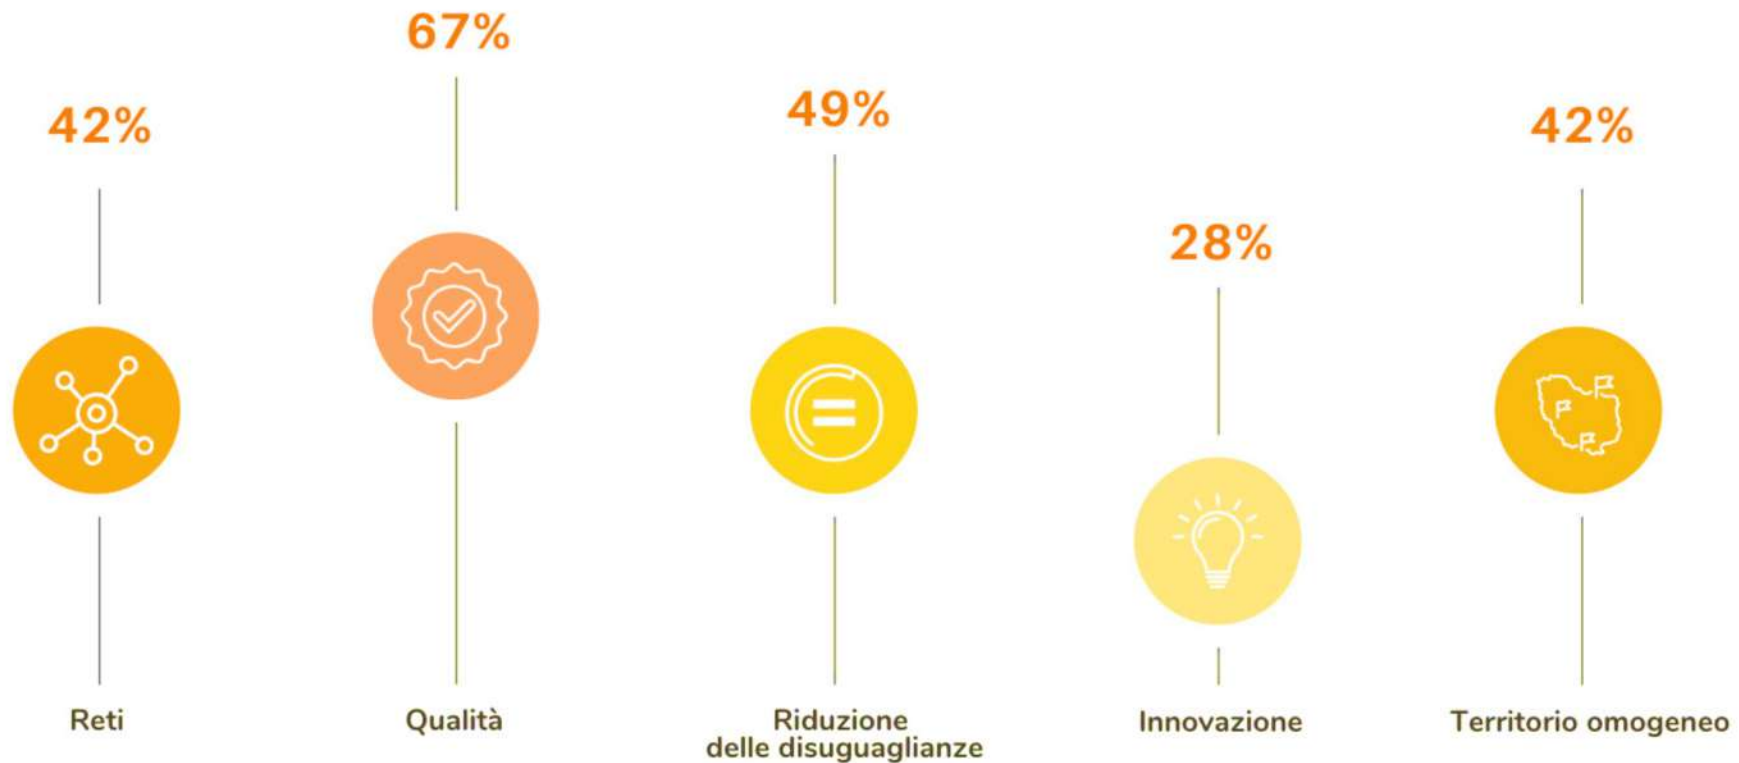 42%
67%
49%
28%
42%
Reti
Qualità
Riduzione
delle disuguaglianze
Innovazione
Territorio omogeneo